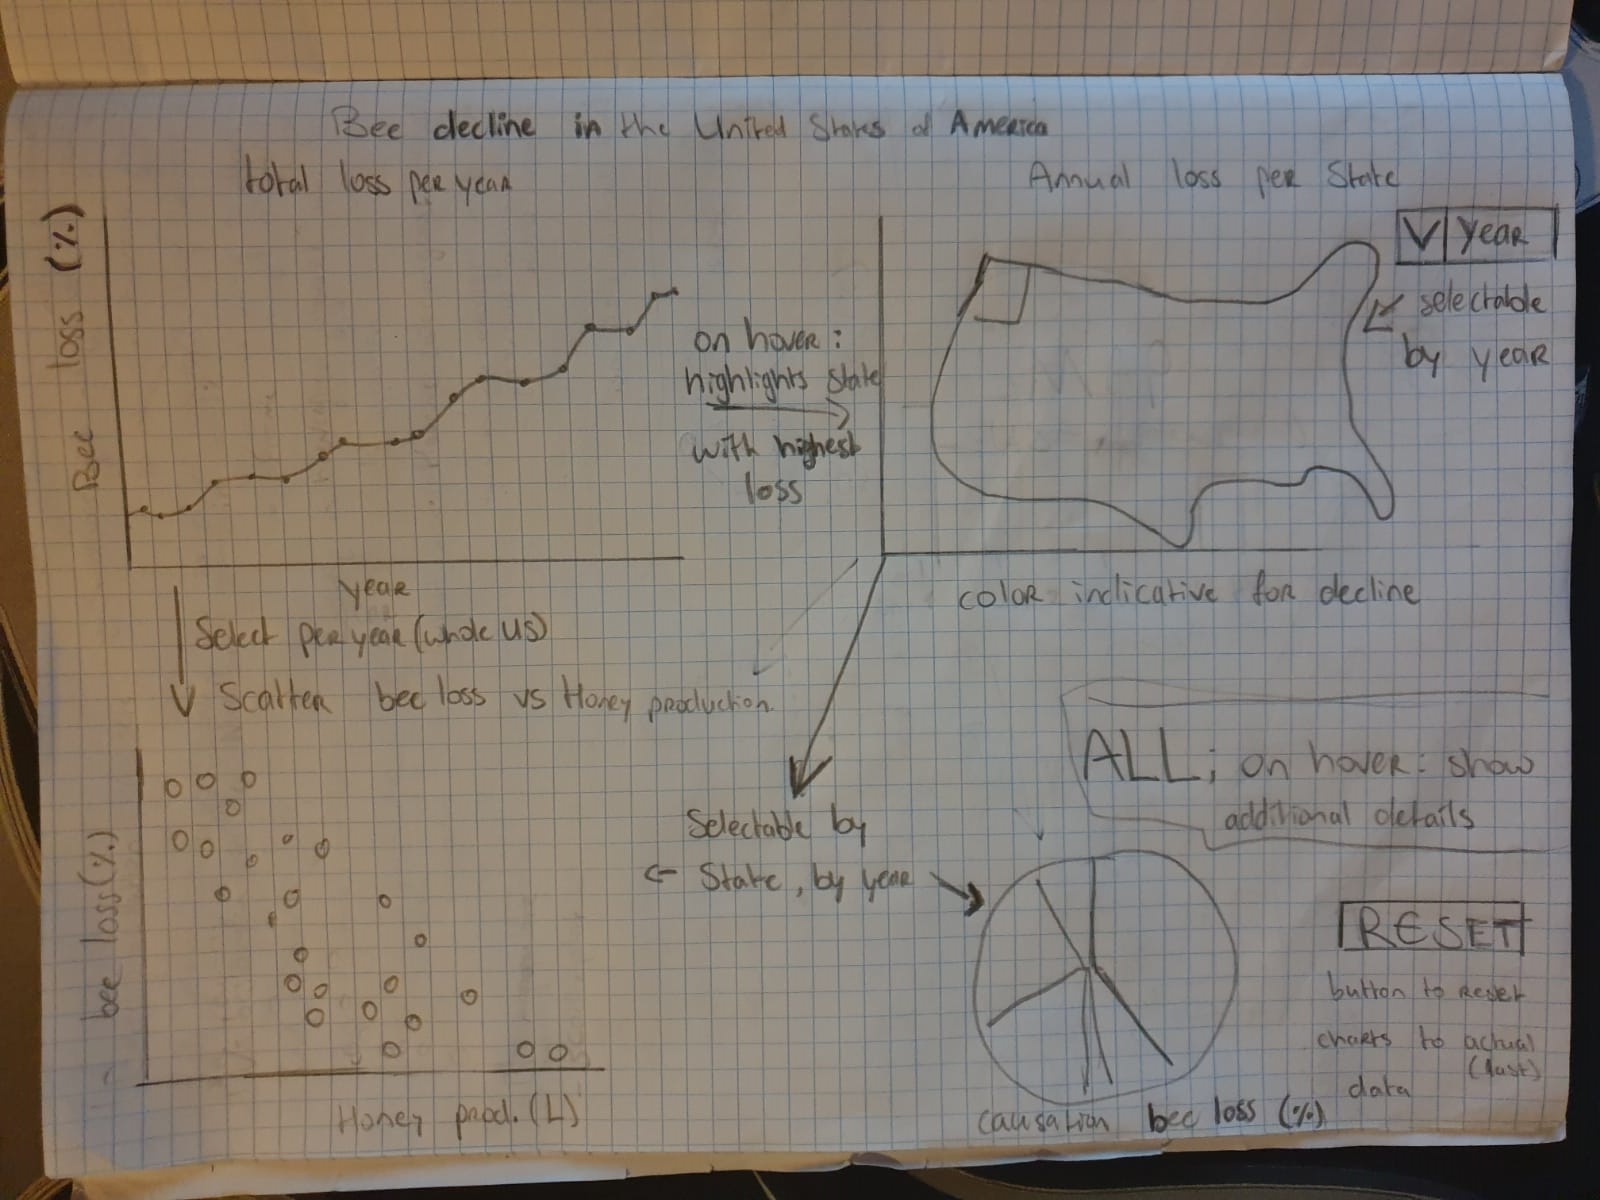 Bee decline in the United States of America
total loss per year
Annual loss per State
Bee loss (%)
V Year
selectable
by year
on hover:
highlights state
with highest
loss
year
color indicative for decline
Select per year (whole US)
Scatter bee loss vs Honey production
ALL; on hover: show
additional details
Selectable by
← State, by year
bee loss (%)
RESET
button to reset
charts to actual
(last)
data
Honey prod. (L)
causation bee loss (%)